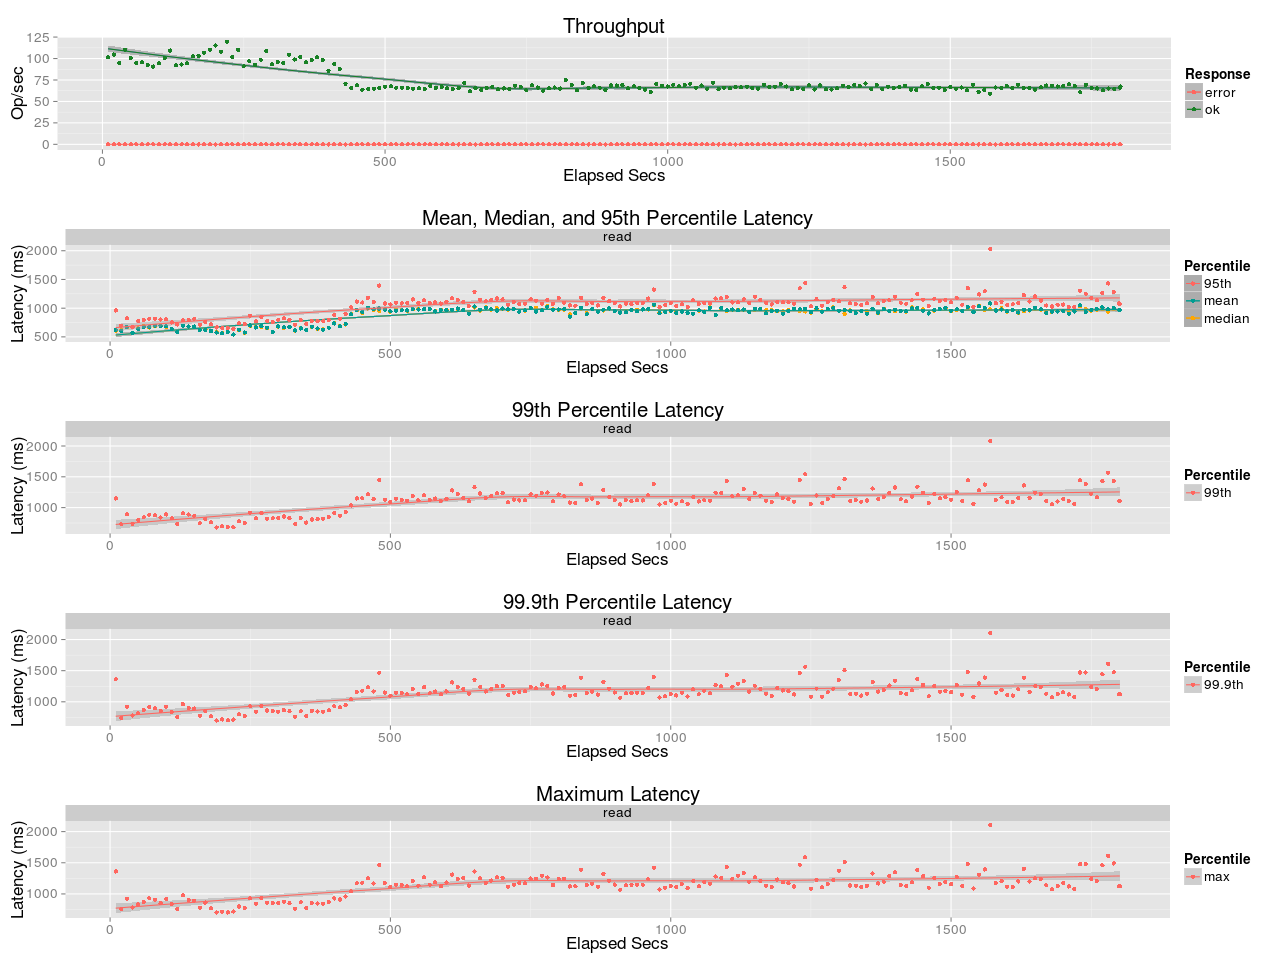 Throughput
125
100
75
50
25
0
Op/sec
0 500 1000 1500
Elapsed Secs
Response
error
ok
Mean, Median, and 95th Percentile Latency
read
2000
1500
1000
500
Latency (ms)
0 500 1000 1500
Elapsed Secs
Percentile
95th
mean
median
99th Percentile Latency
read
2000
1500
1000
Latency (ms)
0 500 1000 1500
Elapsed Secs
Percentile
99th
99.9th Percentile Latency
read
2000
1500
1000
Latency (ms)
0 500 1000 1500
Elapsed Secs
Percentile
99.9th
Maximum Latency
read
2000
1500
1000
Latency (ms)
0 500 1000 1500
Elapsed Secs
Percentile
max